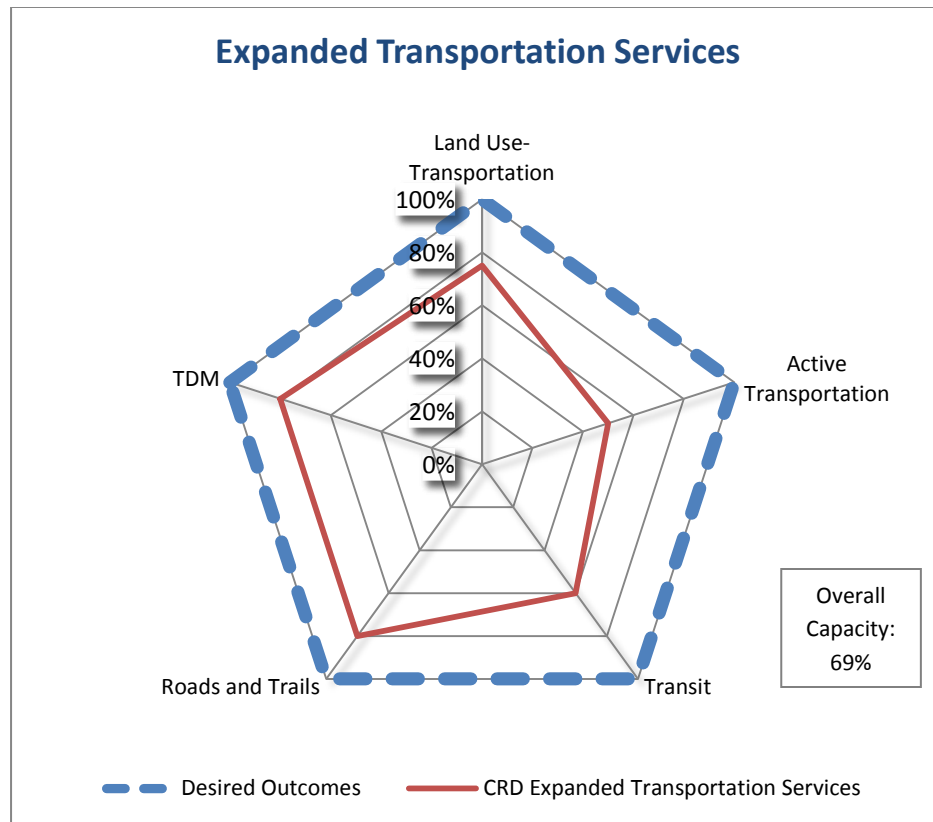 Expanded Transportation Services
Land Use-
Transportation
100%
80%
60%
40%
20%
0%
Active
Transportation
TDM
Roads and Trails
Transit
Overall
Capacity:
69%
Desired Outcomes
CRD Expanded Transportation Services